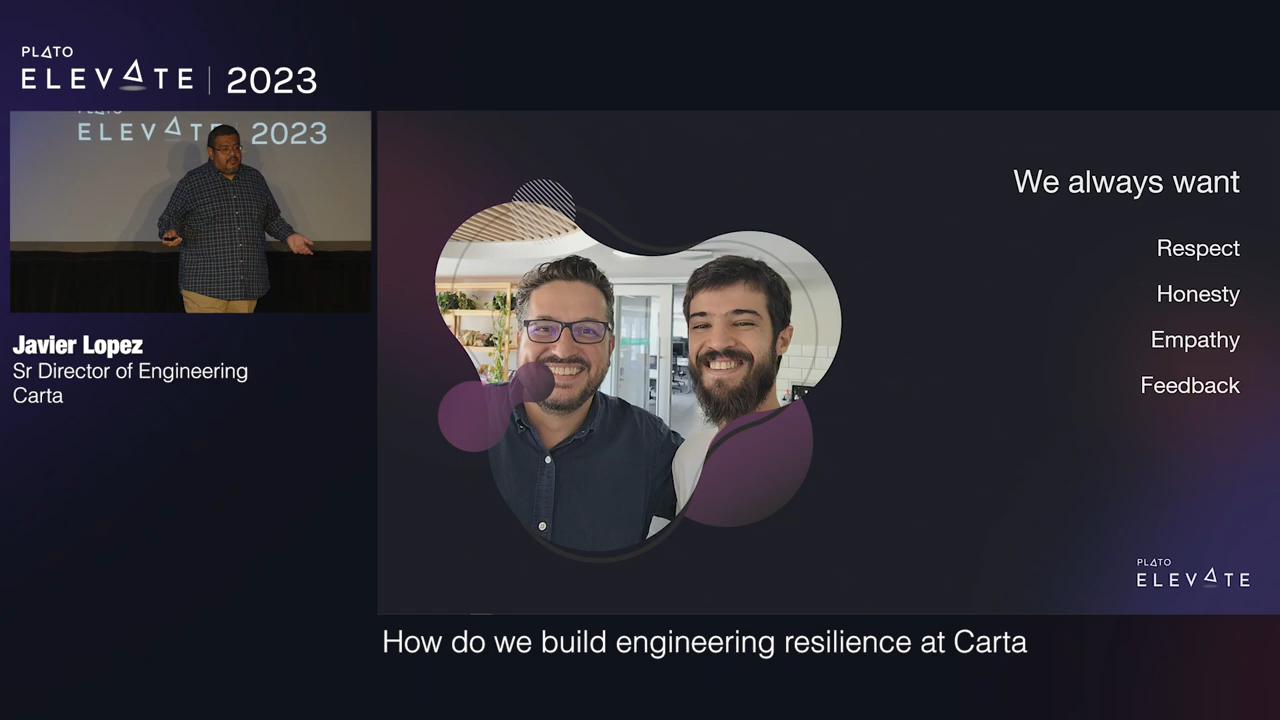 PLATO
ELEVATE | 2023
PLATO
ELEVATE 2023
Javier Lopez
Sr Director of Engineering
Carta
We always want
Respect
Honesty
Empathy
Feedback
PLATO
ELEVATE
How do we build engineering resilience at Carta